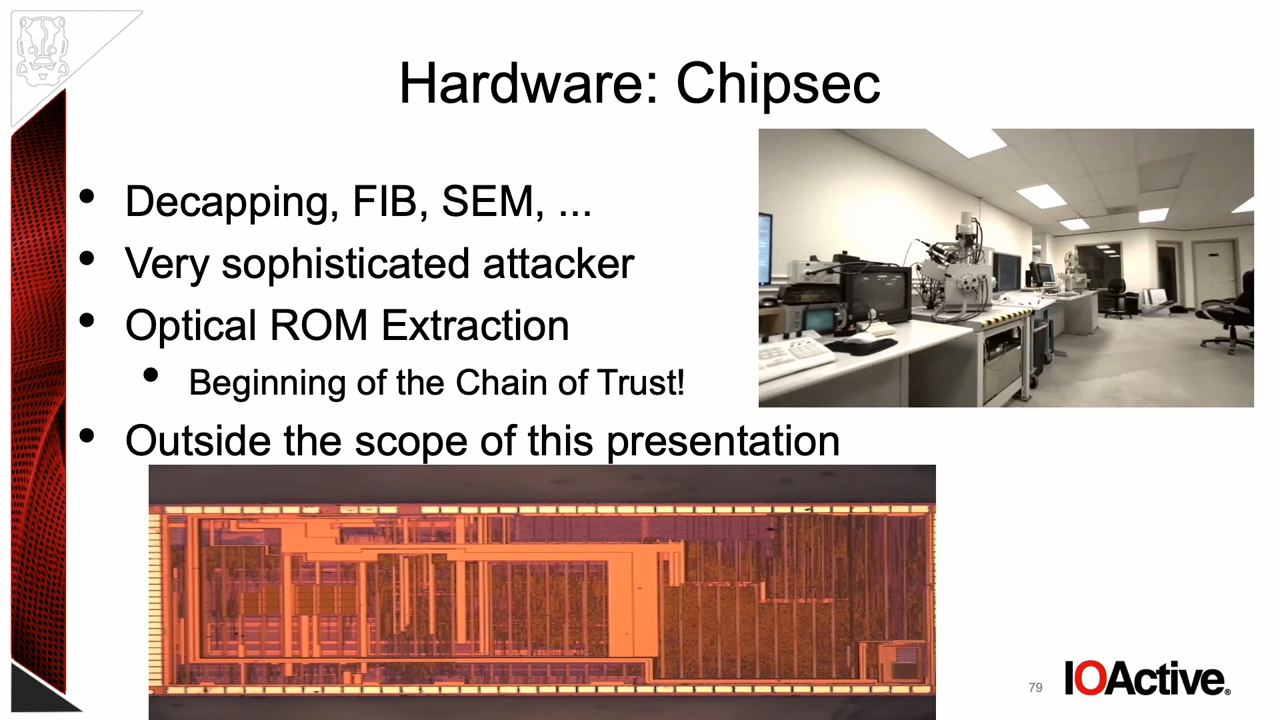 Hardware: Chipsec
• Decapping, FIB, SEM, ...
• Very sophisticated attacker
• Optical ROM Extraction
• Beginning of the Chain of Trust!
• Outside the scope of this presentation
79
IOActive®